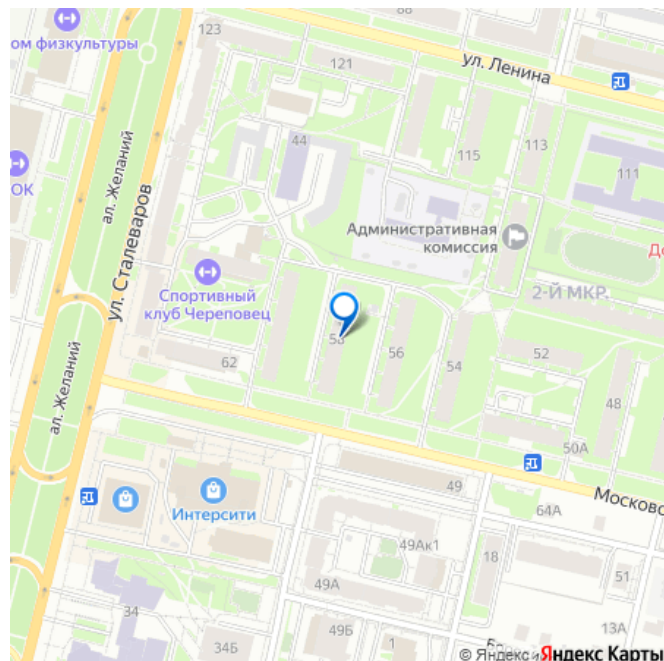 88
ом физкультуры
123
121
ул. Ленина
44
115
113
111
ал. Желаний
ОК
ул. Сталеваров
Административная
комиссия
До
Спортивный
клуб Череповец
2-Й МКР.
58
56
62
54
52
48
ал. Желаний
50А
49
Интерсити
64А
Московс
49Ак1
18
49А
51
34
34Б
49Б
1
13А
© Яндекс
Яндекс Карты